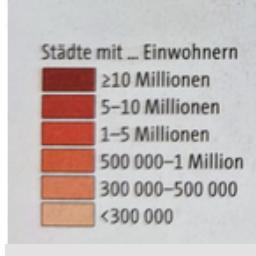 Städte mit ... Einwohnern
≥10 Millionen
5–10 Millionen
1–5 Millionen
500 000–1 Million
300 000–500 000
<300 000